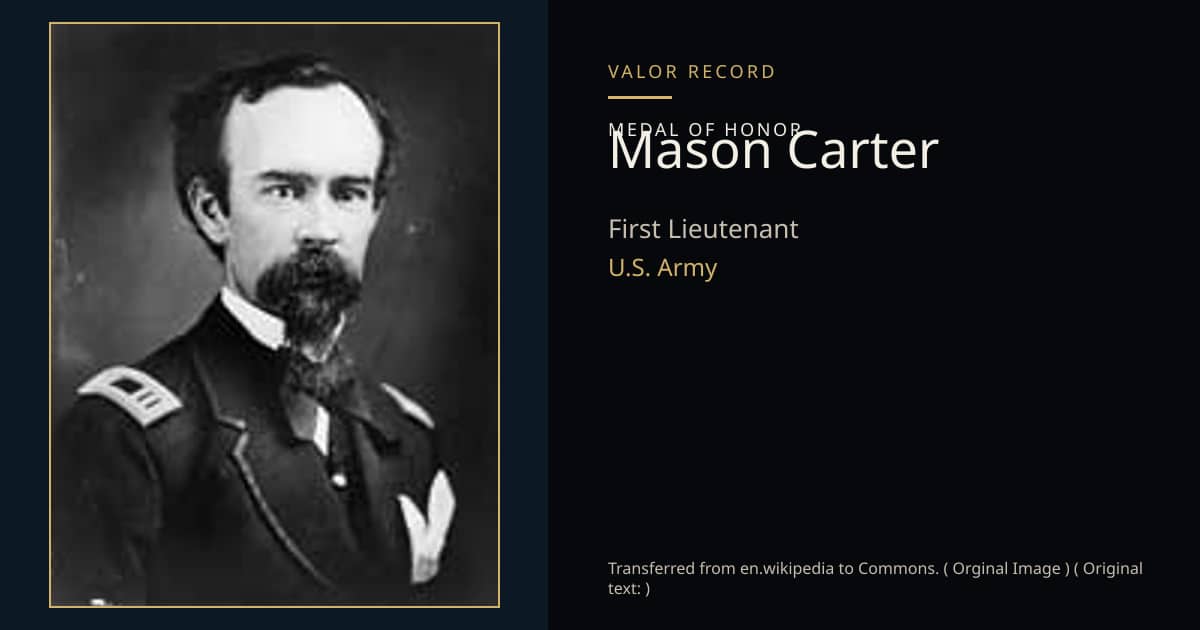 VALOR RECORD
MEDAL OF HONOR
Mason Carter
First Lieutenant
U.S. Army
Transferred from en.wikipedia to Commons. ( Orginal Image ) ( Original
text: )